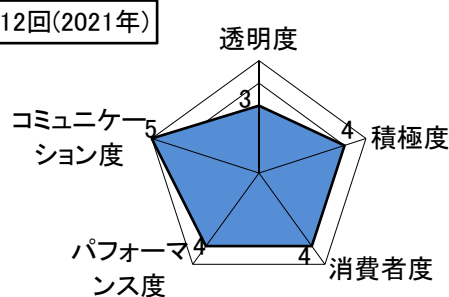 12回(2021年)
透明度
3
4
積極度
コミュニケー
ション度
5
パフォーマ
ンス度
4
4
消費者度